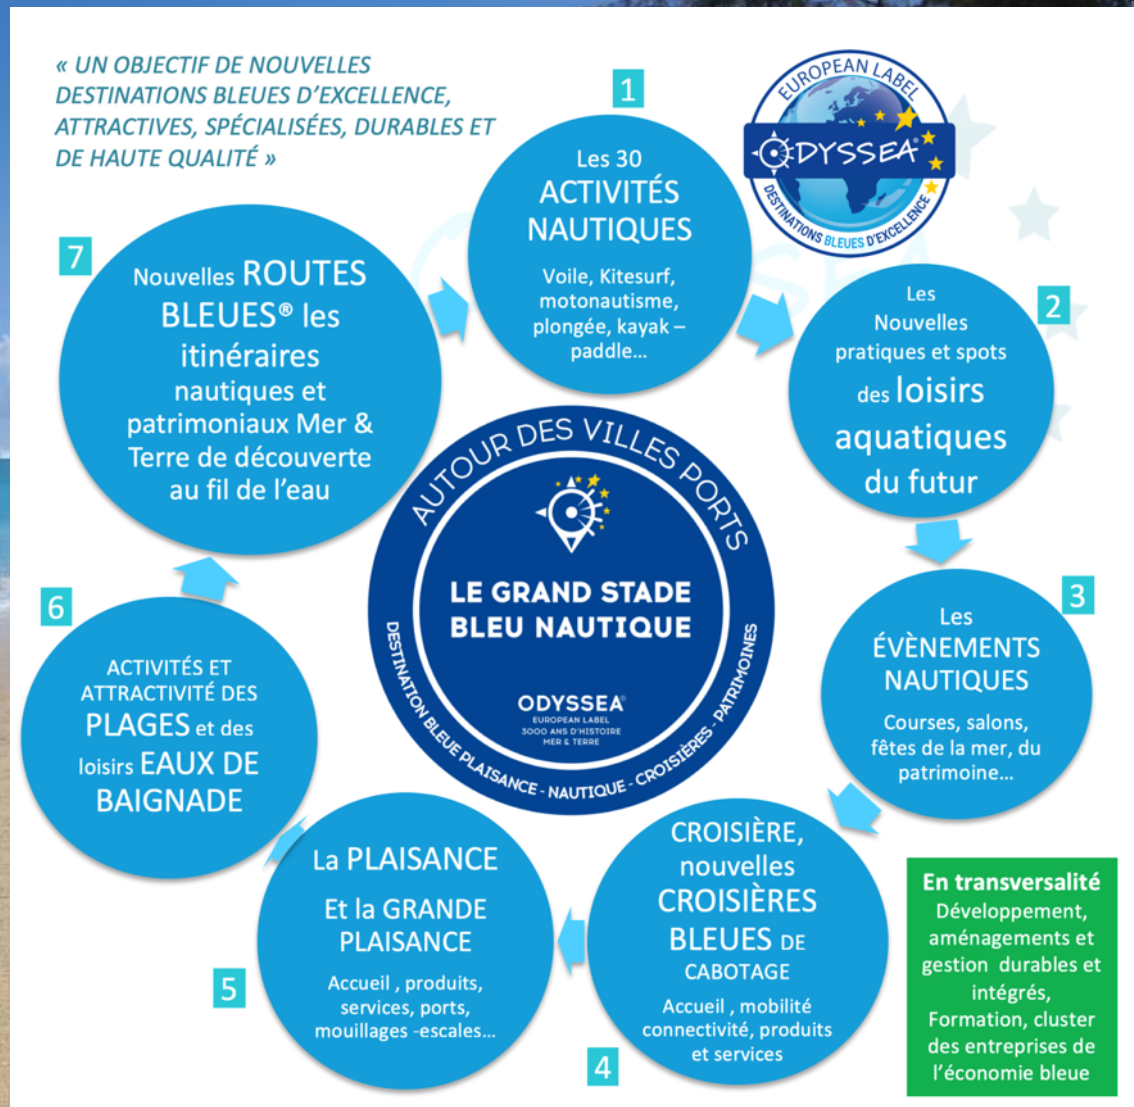 « UN OBJECTIF DE NOUVELLES
DESTINATIONS BLEUES D'EXCELLENCE,
ATTRACTIVES, SPÉCIALISÉES, DURABLES ET
DE HAUTE QUALITÉ »
EUROPEAN LABEL
ODYSSEA®
DESTINATIONS BLEUES D'EXCELLENCE
1
Les 30
ACTIVITÉS
NAUTIQUES
Voile, Kitesurf,
motonautisme,
plongée, kayak –
paddle…
2
Les
Nouvelles
pratiques et spots
des loisirs
aquatiques
du futur
3
Les
ÉVÈNEMENTS
NAUTIQUES
Courses, salons,
fêtes de la mer, du
patrimoine…
4
CROISIÈRE,
nouvelles
CROISIÈRES
BLEUES DE
CABOTAGE
Accueil , mobilité
connectivité, produits
et services
5
La PLAISANCE
Et la GRANDE
PLAISANCE
Accueil , produits,
services, ports,
mouillages -escales…
6
ACTIVITÉS ET
ATTRACTIVITÉ DES
PLAGES et des
loisirs EAUX DE
BAIGNADE
7
Nouvelles ROUTES
BLEUES® les
itinéraires
nautiques et
patrimoniaux Mer &
Terre de découverte
au fil de l'eau
AUTOUR DES VILLES PORTS
LE GRAND STADE
BLEU NAUTIQUE
ODYSSEA®
EUROPEAN LABEL
3000 ANS D'HISTOIRE
MER & TERRE
DESTINATION BLEUE PLAISANCE - NAUTIQUE - CROISIÈRES - PATRIMOINES
En transversalité
Développement,
aménagements et
gestion durables et
intégrés,
Formation, cluster
des entreprises de
l'économie bleue